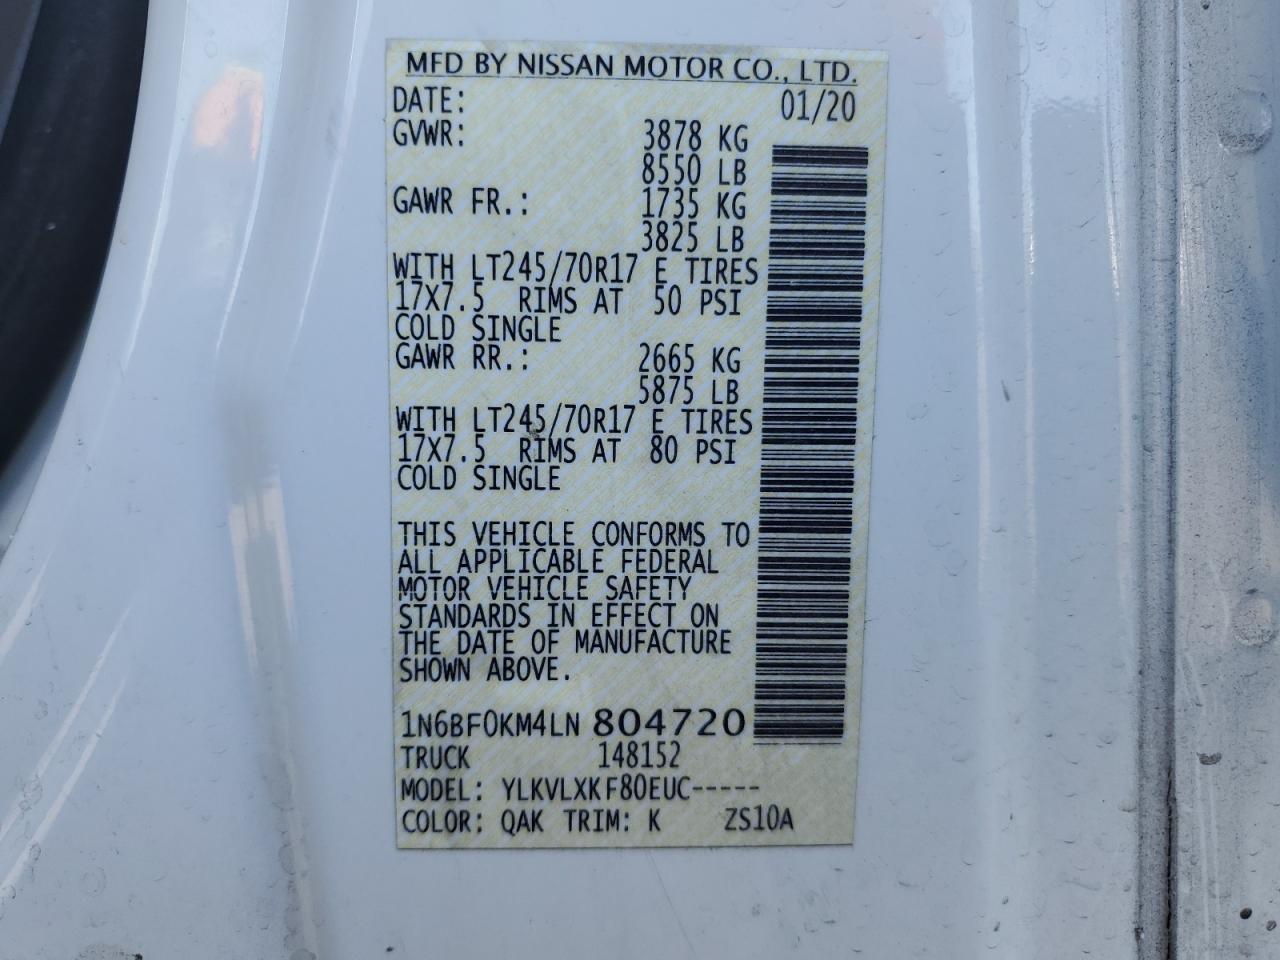 MFD BY NISSAN MOTOR CO., LTD.
DATE: 01/20
GVWR: 3878 KG
8550 LB
GAWR FR.: 1735 KG
3825 LB
WITH LT245/70R17 E TIRES
17X7.5 RIMS AT 50 PSI
COLD SINGLE
GAWR RR.: 2665 KG
5875 LB
WITH LT245/70R17 E TIRES
17X7.5 RIMS AT 80 PSI
COLD SINGLE
THIS VEHICLE CONFORMS TO
ALL APPLICABLE FEDERAL
MOTOR VEHICLE SAFETY
STANDARDS IN EFFECT ON
THE DATE OF MANUFACTURE
SHOWN ABOVE.
1N6BF0KM4LN 804720
TRUCK 148152
MODEL: YLKVLXKF80EUC-----
COLOR: QAK TRIM: K ZS10A